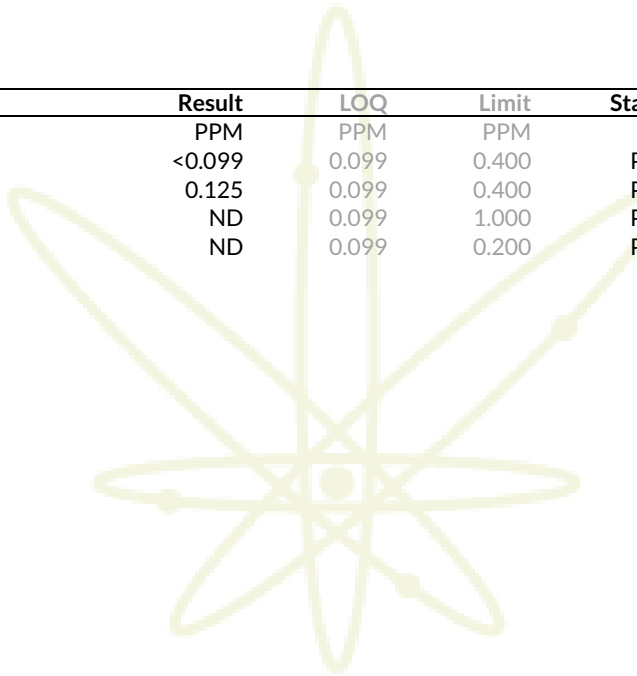 Result LOQ Limit Sta
PPM PPM PPM
<0.099 0.099 0.400 P
0.125 0.099 0.400 P
ND 0.099 1.000 P
ND 0.099 0.200 P